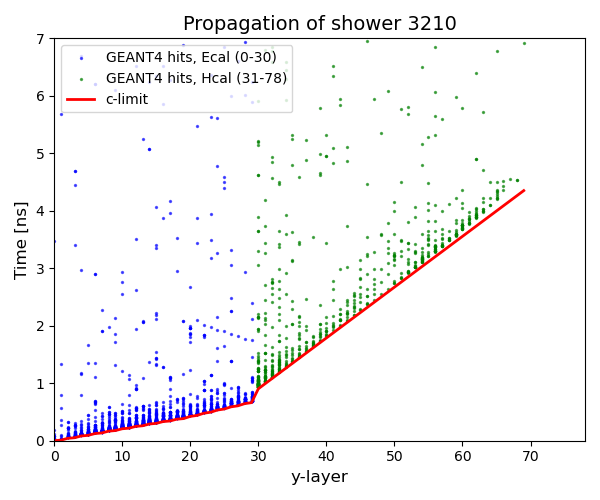 Propagation of shower 3210
GEANT4 hits, Ecal (0-30)
GEANT4 hits, Hcal (31-78)
c-limit
Time [ns]
7
6
5
4
3
2
1
0
0 10 20 30 40 50 60 70
y-layer